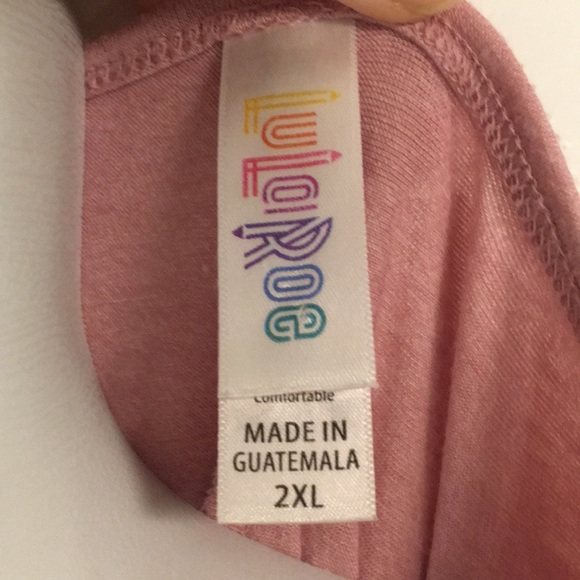 LuLaRoe
Comfortable
MADE IN
GUATEMALA
2XL